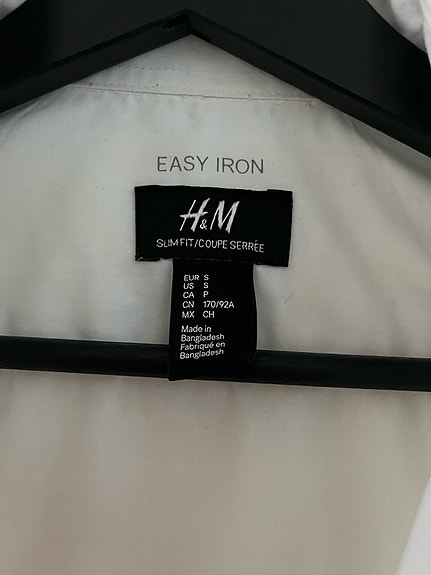 EASY IRON
H&M
SLIM FIT/COUPE SERRÉE
EUR S
US S
CA P
CN 170/92A
MX CH
Made in
Bangladesh
Fabriqué en
Bangladesh